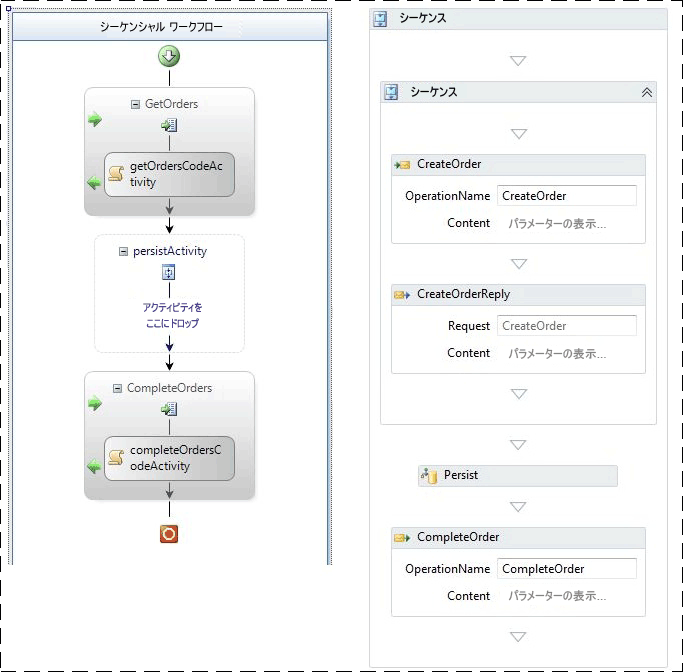 シーケンシャル ワークフロー
GetOrders
getOrdersCodeAc
tivity
persistActivity
アクティビティを
ここにドロップ
CompleteOrders
completeOrdersC
odeActivity
シーケンス
シーケンス
CreateOrder
OperationName CreateOrder
Content パラメーターの表示...
CreateOrderReply
Request CreateOrder
Content パラメーターの表示...
Persist
CompleteOrder
OperationName CompleteOrder
Content パラメーターの表示...